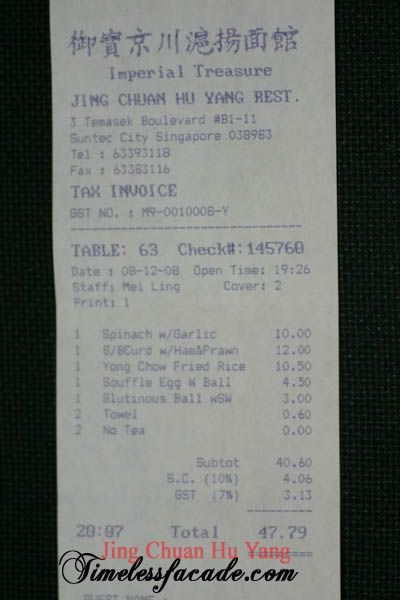 御寶京川滬揚面館
Imperial Treasure
JING CHUAN HU YANG REST.
3 Temasek Boulevard #B1-11
Suntec City Singapore 038983
Tel : 63393118
Fax : 63383116
TAX INVOICE
GST NO. : M9-0010008-Y
TABLE: 63 Check#:145760
Date : 08-12-08 Open Time: 19:26
Staff: Mei Ling Cover: 2
Print: 1
1 Spinach w/Garlic 10.00
1 S/BCurd w/Ham&Prawn 12.00
1 Yong Chow Fried Rice 10.50
1 Souffle Egg W Ball 4.50
1 Glutinous Ball wSW 3.00
2 Towel 0.60
2 No Tea 0.00
Subtot 40.60
S.C. (10%) 4.06
GST (7%) 3.13
20:07 Total 47.79
Jing Chuan Hu Yang
Timelessfacade.com
GUEST NAME :